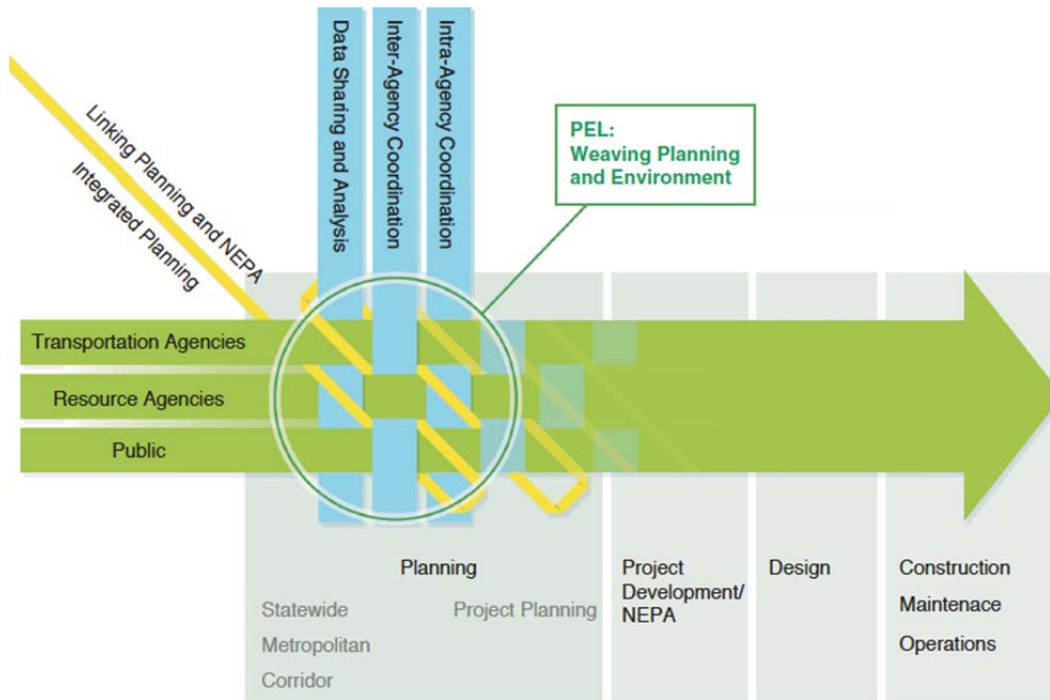 Data Sharing and Analysis
Inter-Agency Coordination
Intra-Agency Coordination
Linking Planning and NEPA
Integrated Planning
PEL:
Weaving Planning
and Environment
Transportation Agencies
Resource Agencies
Public
Planning
Statewide
Metropolitan
Corridor
Project Planning
Project
Development/
NEPA
Design
Construction
Maintenace
Operations